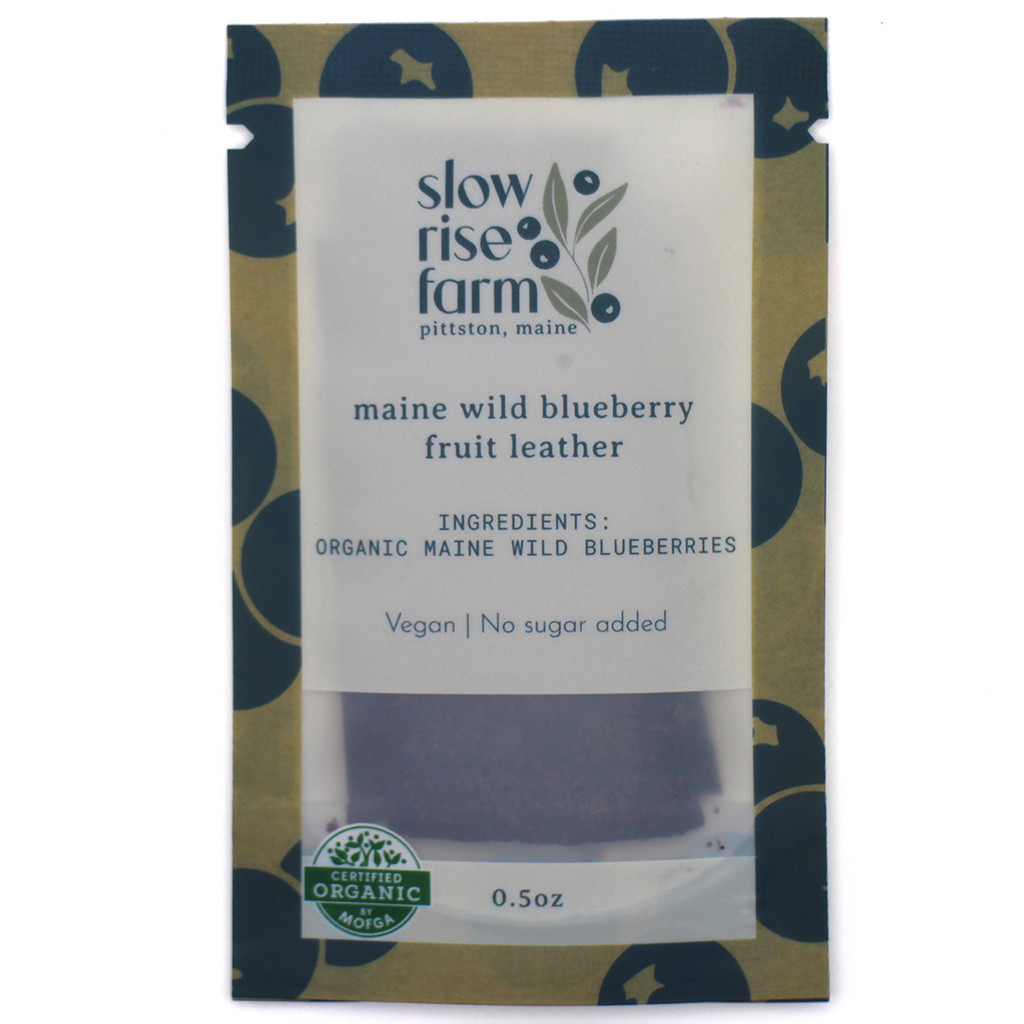 slow
rise
farm
pittston, maine
maine wild blueberry
fruit leather
INGREDIENTS:
ORGANIC MAINE WILD BLUEBERRIES
Vegan | No sugar added
CERTIFIED
ORGANIC
BY
MOFGA
0.5oz